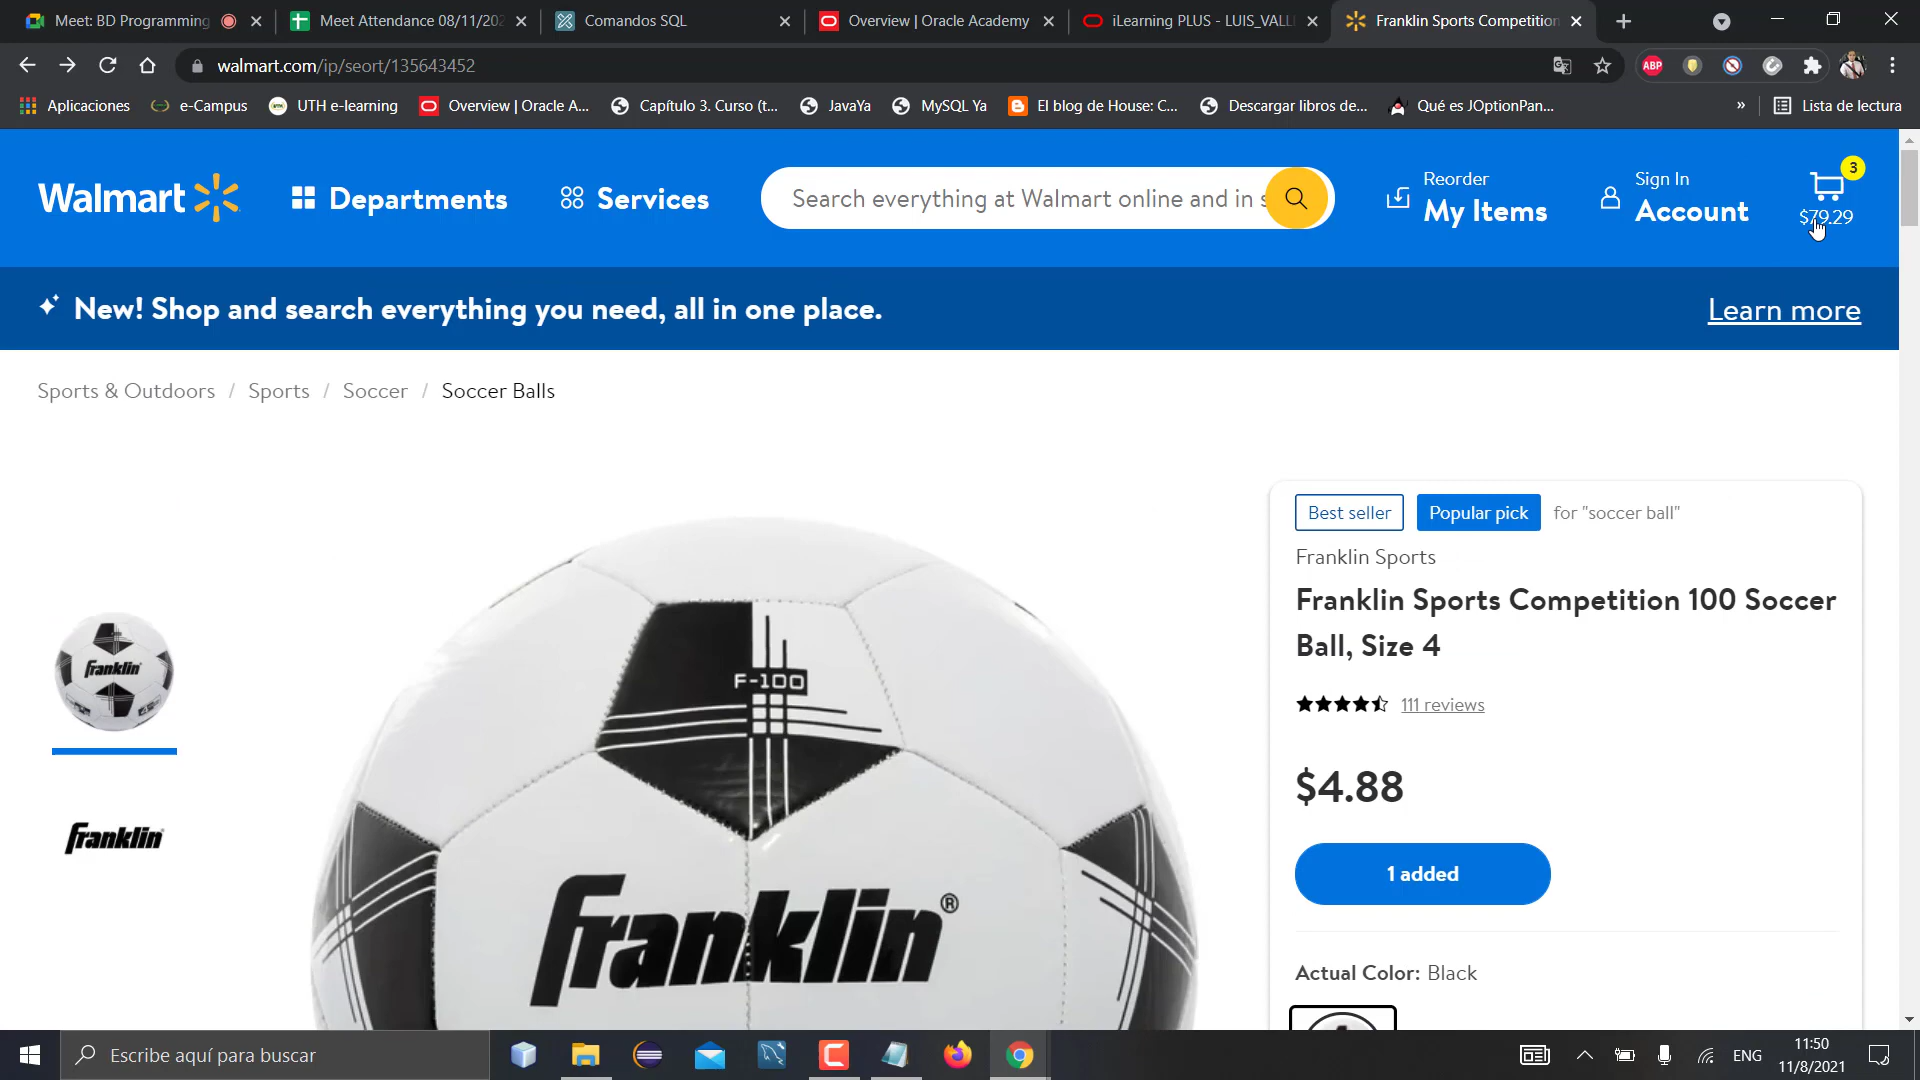 Meet: BD Programming
Meet Attendance 08/11/202
Comandos SQL
Overview | Oracle Academy
iLearning PLUS - LUIS_VALL
Franklin Sports Competition
walmart.com/ip/seort/135643452
ABP
Aplicaciones
e-Campus
UTH e-learning
Overview | Oracle A...
Capítulo 3. Curso (t...
JavaYa
MySQL Ya
El blog de House: C...
Descargar libros de...
Qué es JOptionPan...
»
Lista de lectura
Walmart
Departments
Services
Search everything at Walmart online and in s
Reorder
My Items
Sign In
Account
3
$79.29
New! Shop and search everything you need, all in one place.
Learn more
Sports & Outdoors / Sports / Soccer / Soccer Balls
Best seller
Popular pick
for "soccer ball"
Franklin Sports
Franklin Sports Competition 100 Soccer
Ball, Size 4
111 reviews
$4.88
1 added
Actual Color: Black
F-100
Franklin®
Franklin
Franklin
Escribe aquí para buscar
ENG
11:50
11/8/2021